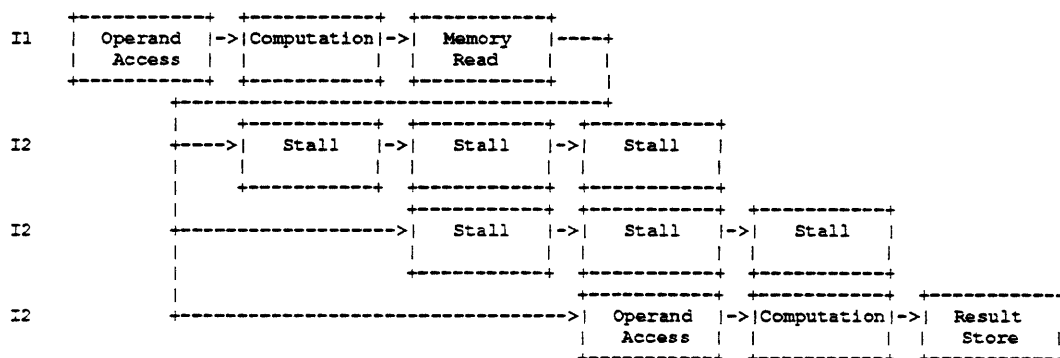 I1 Operand Computation Memory
Access Read
I2 Stall Stall Stall
I2 Stall Stall Stall
I2 Operand Computation Result
Access Store